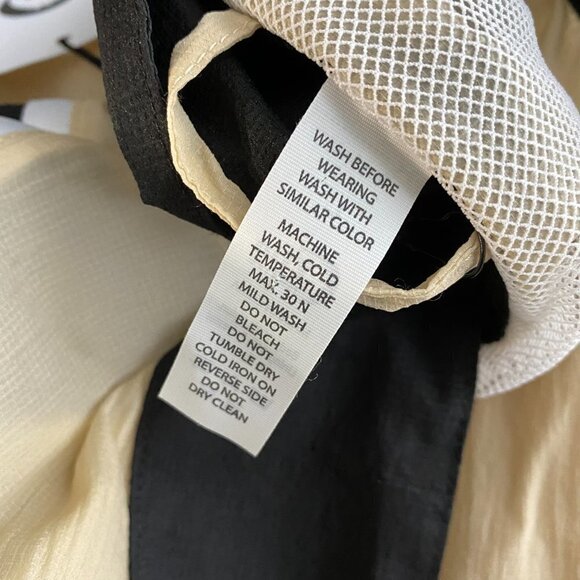 WASH BEFORE
WEARING
WASH WITH
SIMILAR COLOR
MACHINE
WASH, COLD
TEMPERATURE
MAX. 30 N
MILD WASH
DO NOT
BLEACH
DO NOT
TUMBLE DRY
COLD IRON ON
REVERSE SIDE
DO NOT
DRY CLEAN